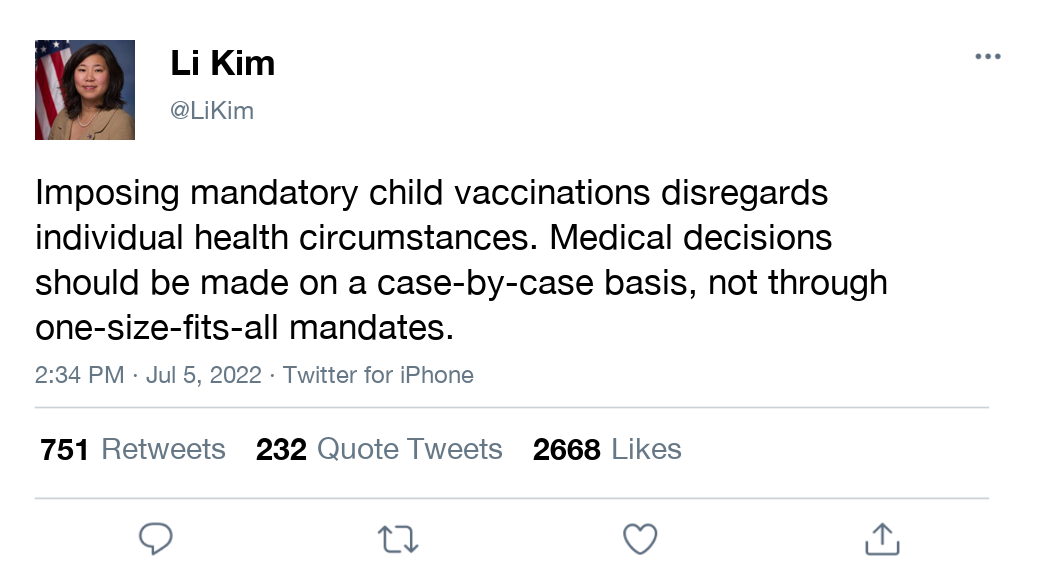 Li Kim
@LiKim
Imposing mandatory child vaccinations disregards
individual health circumstances. Medical decisions
should be made on a case-by-case basis, not through
one-size-fits-all mandates.
2:34 PM · Jul 5, 2022 · Twitter for iPhone
751 Retweets 232 Quote Tweets 2668 Likes